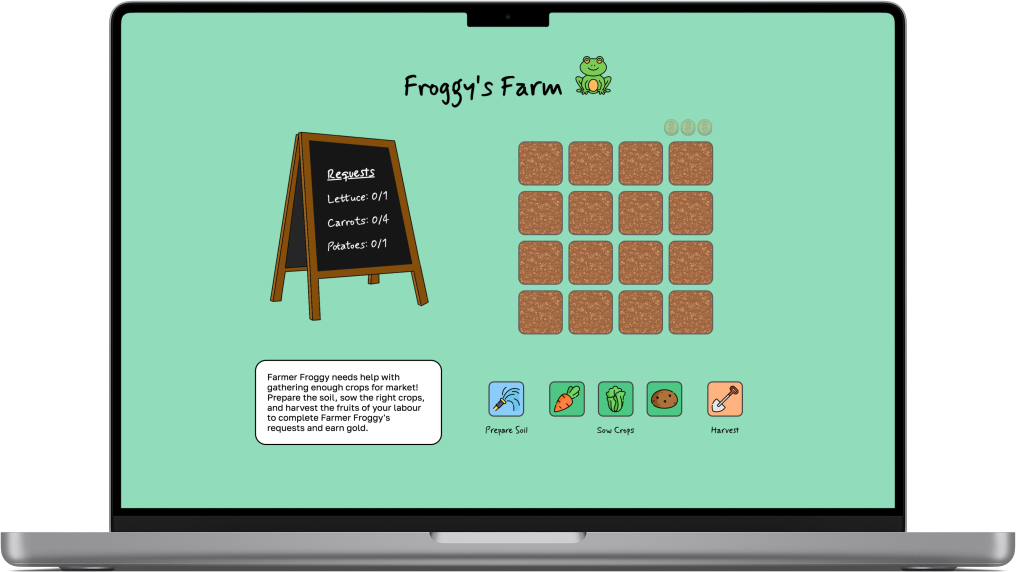 Froggy's Farm
Requests
Lettuce: 0/1
Carrots: 0/4
Potatoes: 0/1
Farmer Froggy needs help with
gathering enough crops for market!
Prepare the soil, sow the right crops,
and harvest the fruits of your labour
to complete Farmer Froggy's
requests and earn gold.
Prepare Soil
Sow Crops
Harvest